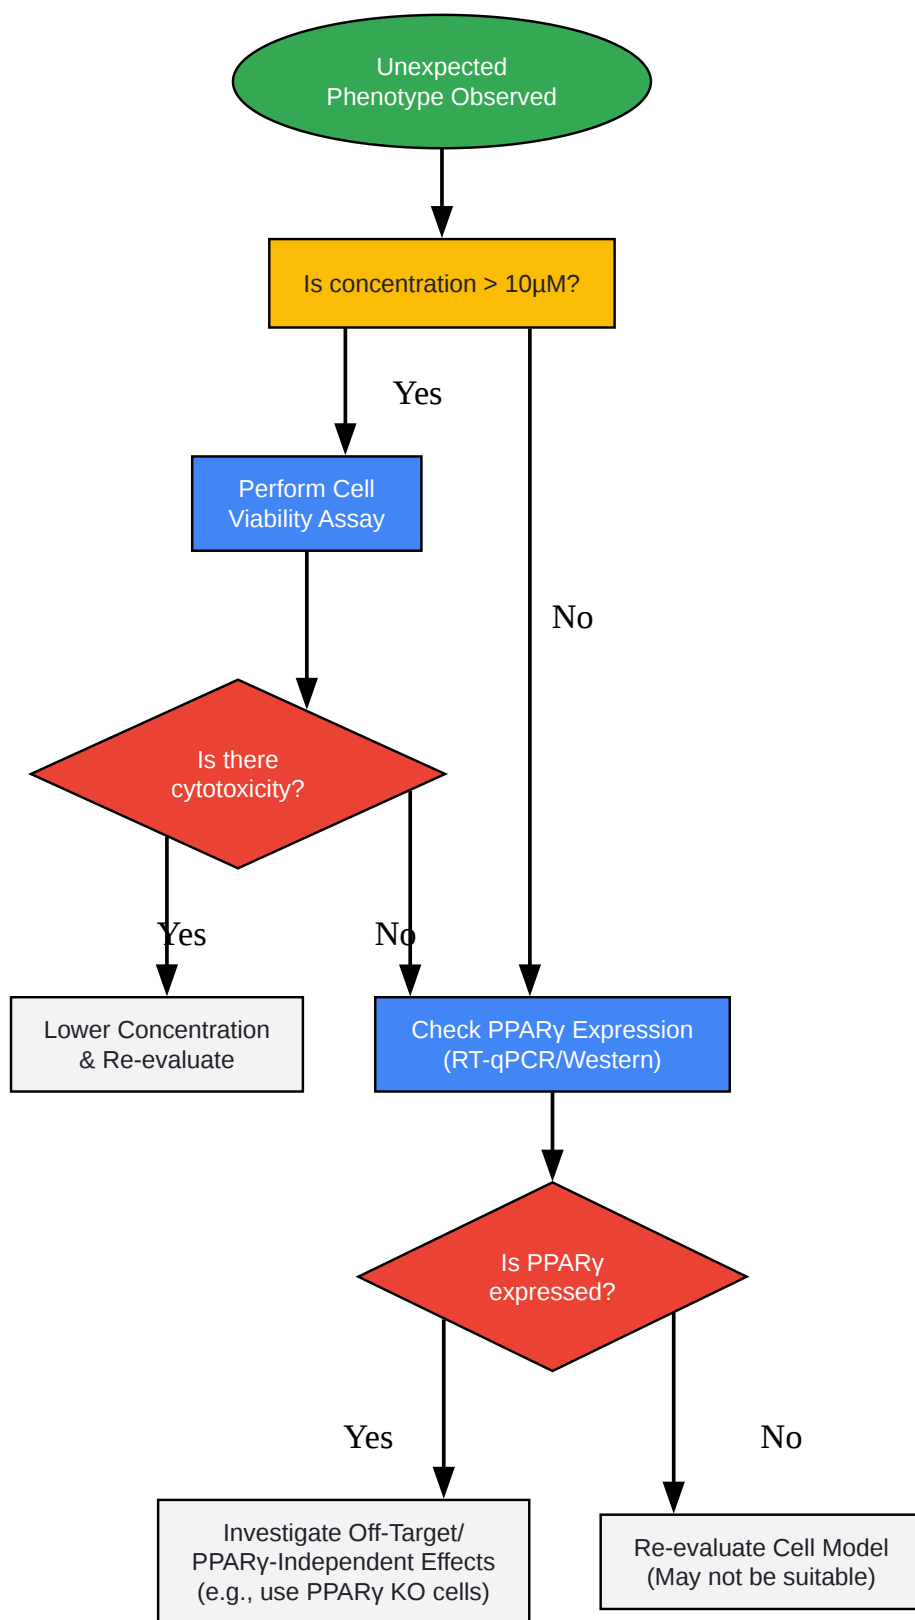 Unexpected
Phenotype Observed
Is concentration > 10µM?
Yes
Perform Cell
Viability Assay
No
Is there
cytotoxicity?
Yes
No
Lower Concentration
& Re-evaluate
Check PPARγ Expression
(RT-qPCR/Western)
Is PPARγ
expressed?
Yes
No
Investigate Off-Target/
PPARγ-Independent Effects
(e.g., use PPARγ KO cells)
Re-evaluate Cell Model
(May not be suitable)